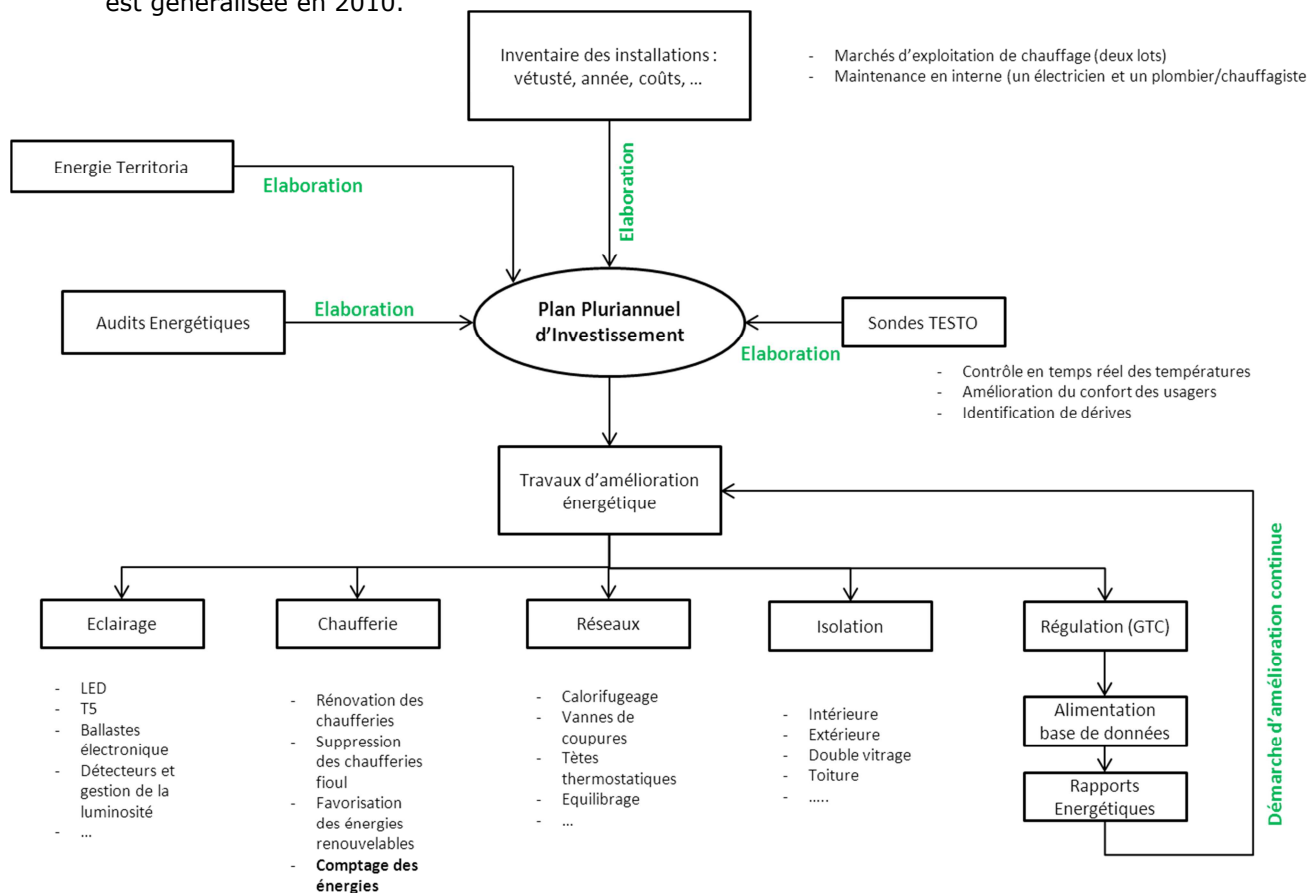 est généralisée en 2010.
Inventaire des installations :
vétusté, année, coûts, ...
- Marchés d'exploitation de chauffage (deux lots)
- Maintenance en interne (un électricien et un plombier/chauffagiste
Energie Territoria
Elaboration
Elaboration
Audits Energétiques
Elaboration
Plan Pluriannuel
d'Investissement
Sondes TESTO
Elaboration
- Contrôle en temps réel des températures
- Amélioration du confort des usagers
- Identification de dérives
Travaux d'amélioration
énergétique
Démarche d'amélioration continue
Eclairage
- LED
- T5
- Ballastes
électronique
- Détecteurs et
gestion de la
luminosité
- ...
Chaufferie
- Rénovation des
chaufferies
- Suppression
des chaufferies
fioul
- Favorisation
des énergies
renouvelables
- Comptage des
énergies
Réseaux
- Calorifugeage
- Vannes de
coupures
- Tètes
thermostatiques
- Equilibrage
- ...
Isolation
- Intérieure
- Extérieure
- Double vitrage
- Toiture
- .....
Régulation (GTC)
Alimentation
base de données
Rapports
Energétiques